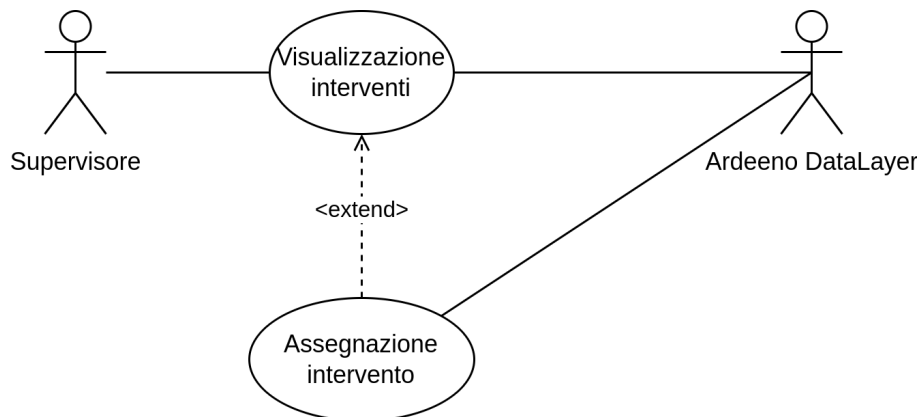 Visualizzazione
interventi
Supervisore
Ardeeno DataLayer
<extend>
Assegnazione
intervento